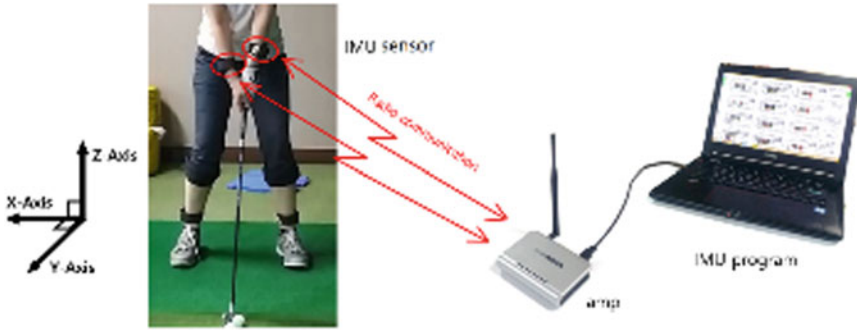 IMU sensor
Radio communication
Z-Axis
X-Axis
Y-Axis
IMU program
amp